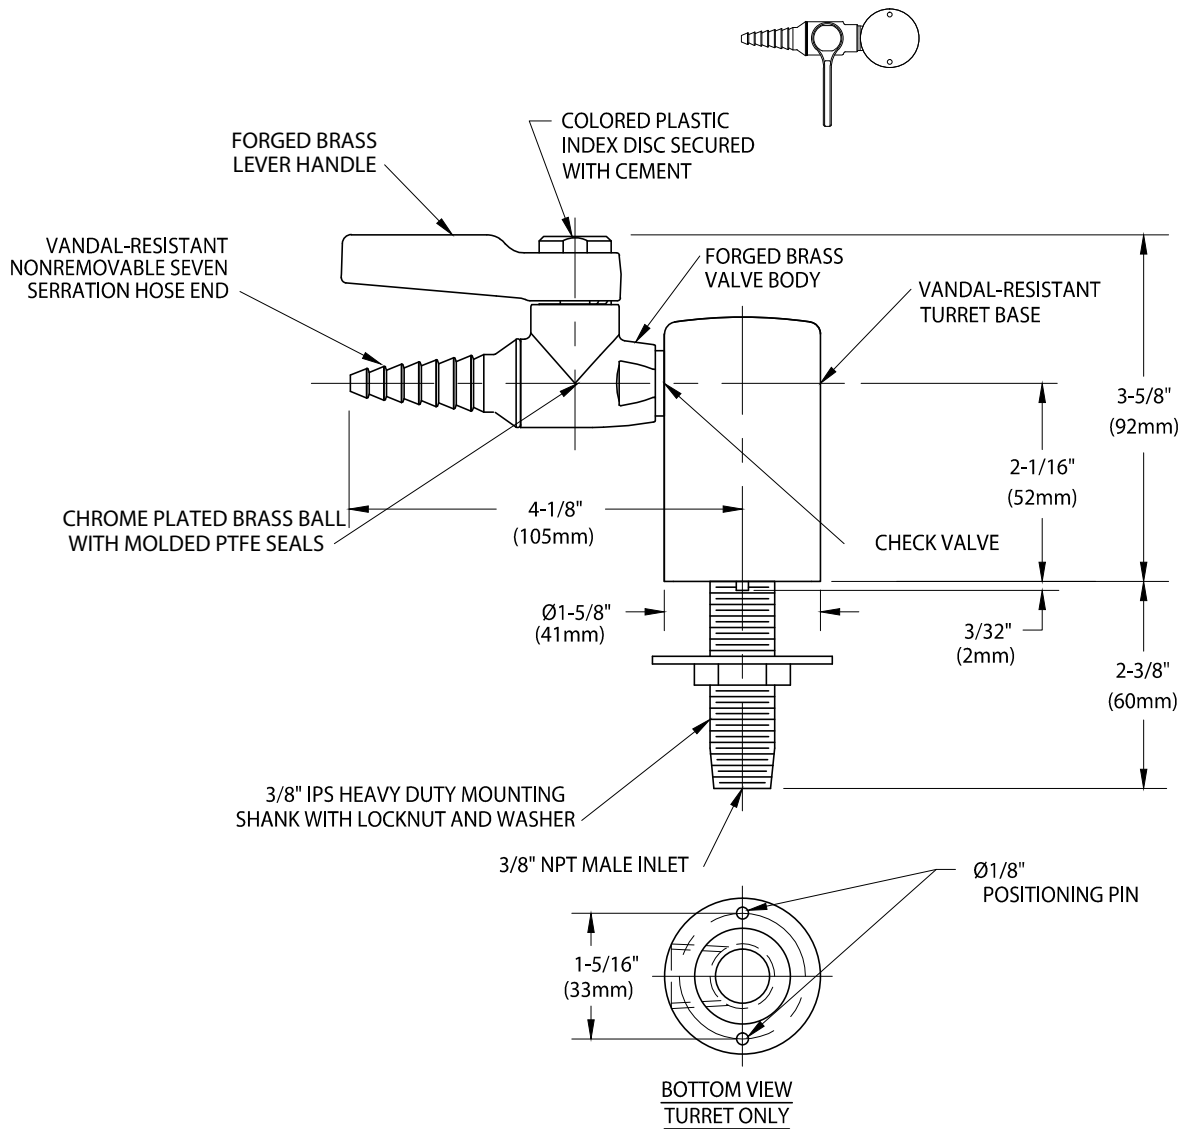 COLORED PLASTIC
INDEX DISC SECURED
WITH CEMENT
FORGED BRASS
LEVER HANDLE
VANDAL-RESISTANT
NONREMOVABLE SEVEN
SERRATION HOSE END
FORGED BRASS
VALVE BODY
VANDAL-RESISTANT
TURRET BASE
3-5/8"
(92mm)
2-1/16"
(52mm)
4-1/8"
(105mm)
CHROME PLATED BRASS BALL
WITH MOLDED PTFE SEALS
CHECK VALVE
Ø1-5/8"
(41mm)
3/32"
(2mm)
2-3/8"
(60mm)
3/8" IPS HEAVY DUTY MOUNTING
SHANK WITH LOCKNUT AND WASHER
3/8" NPT MALE INLET
Ø1/8"
POSITIONING PIN
1-5/16"
(33mm)
BOTTOM VIEW
TURRET ONLY